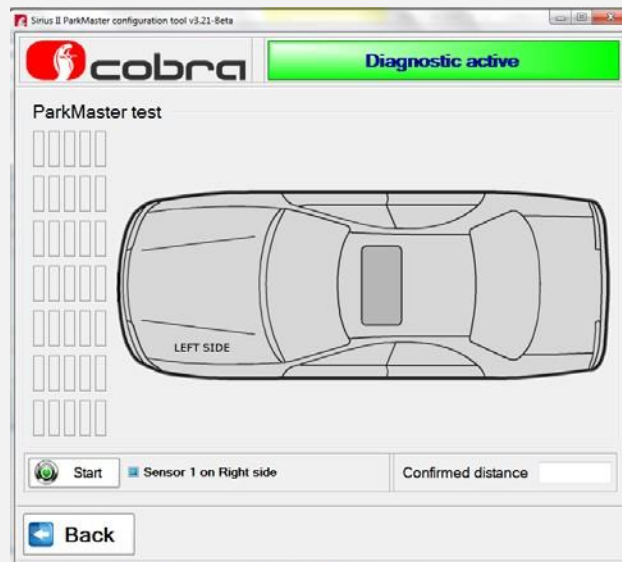 Sirius II ParkMaster configuration tool v3.21-Beta
cobra
Diagnostic active
ParkMaster test
LEFT SIDE
Start
Sensor 1 on Right side
Confirmed distance
Back